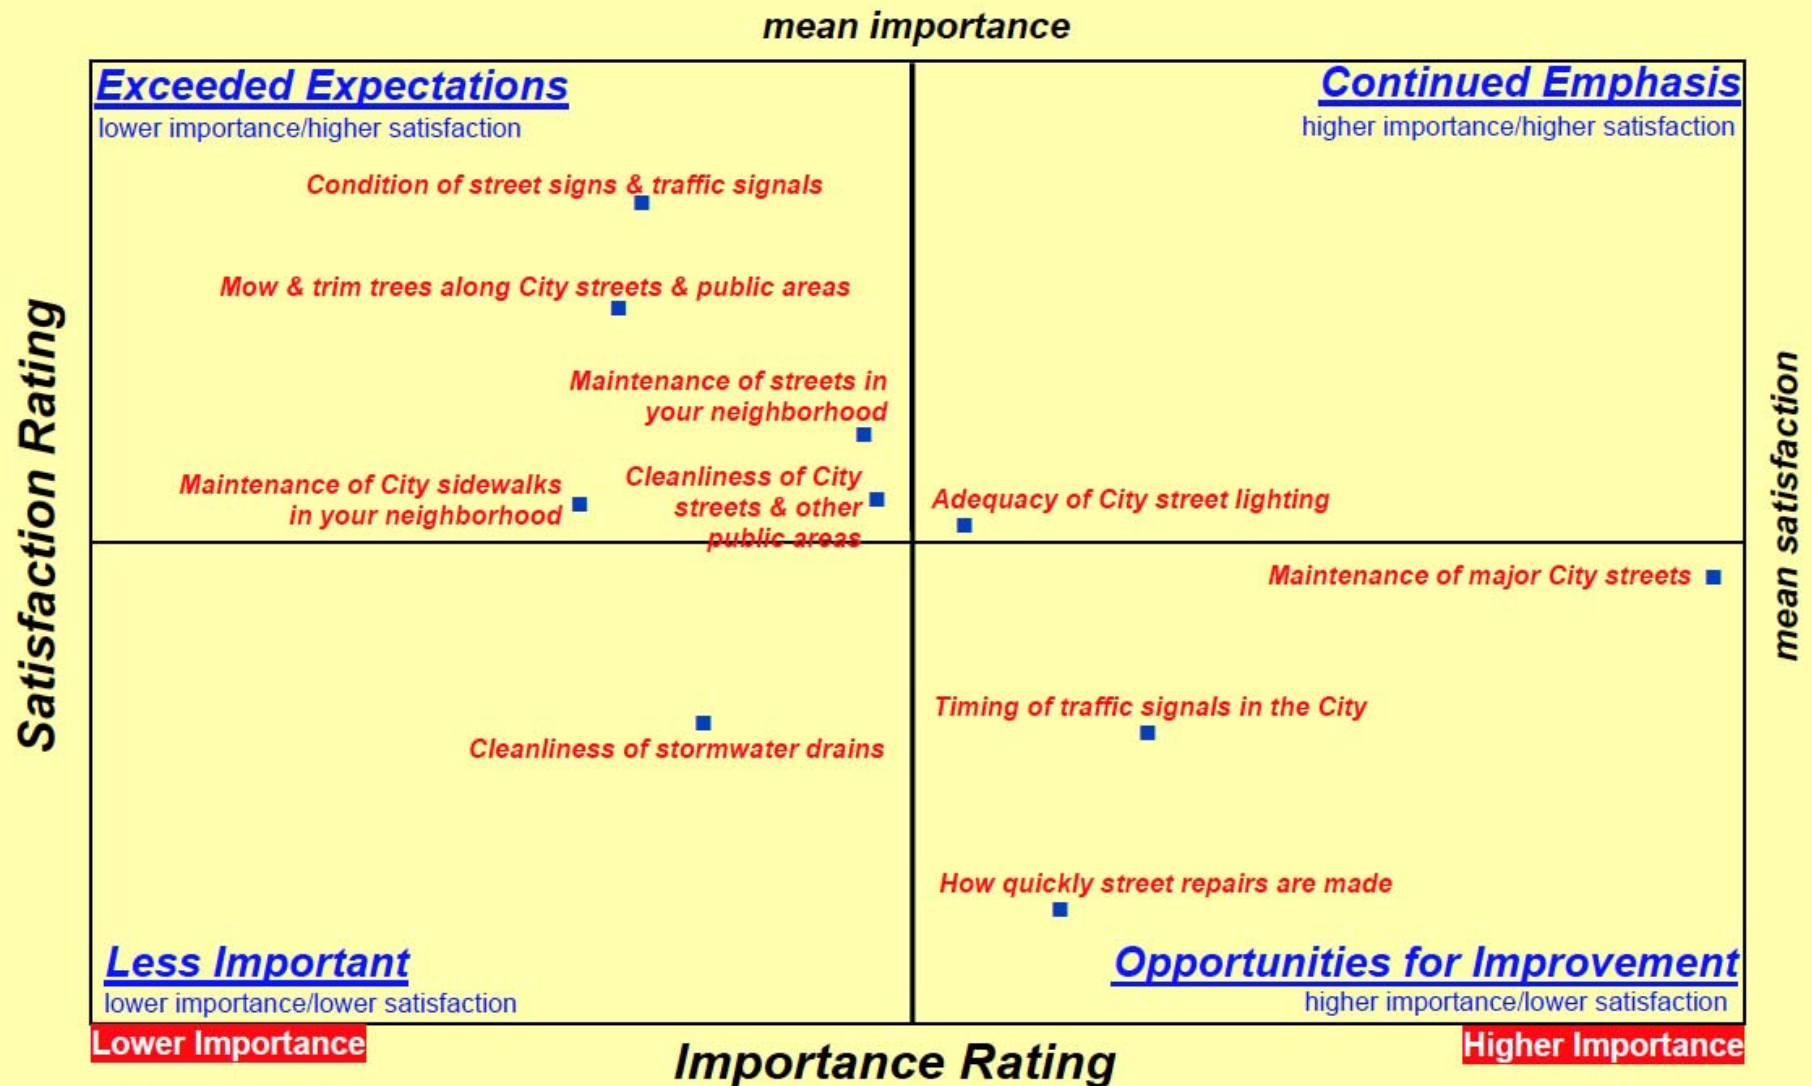 mean importance
Exceeded Expectations
lower importance/higher satisfaction
Continued Emphasis
higher importance/higher satisfaction
Condition of street signs & traffic signals
Mow & trim trees along City streets & public areas
Maintenance of streets in
your neighborhood
Maintenance of City sidewalks
in your neighborhood
Cleanliness of City
streets & other
public areas
Adequacy of City street lighting
Satisfaction Rating
mean satisfaction
Maintenance of major City streets
Timing of traffic signals in the City
Cleanliness of stormwater drains
How quickly street repairs are made
Less Important
lower importance/lower satisfaction
Opportunities for Improvement
higher importance/lower satisfaction
Lower Importance
Importance Rating
Higher Importance